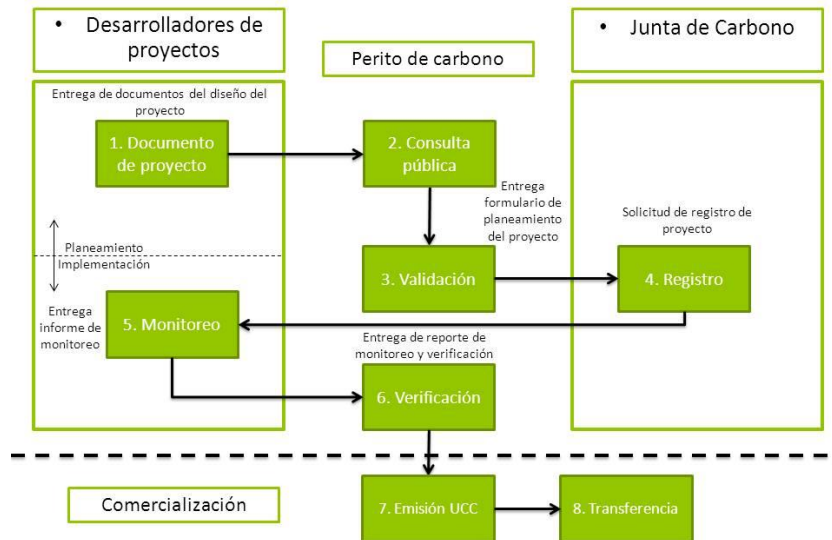 • Desarrolladores de
proyectos
Perito de carbono
• Junta de Carbono
Entrega de documentos del diseño del
proyecto
1. Documento
de proyecto
2. Consulta
pública
Entrega
formulario de
planeamiento
del proyecto
Solicitud de registro de
proyecto
Planeamiento
Implementación
3. Validación
4. Registro
Entrega
informe de
monitoreo
5. Monitoreo
Entrega de reporte de
monitoreo y verificación
6. Verificación
Comercialización
7. Emisión UCC
8. Transferencia